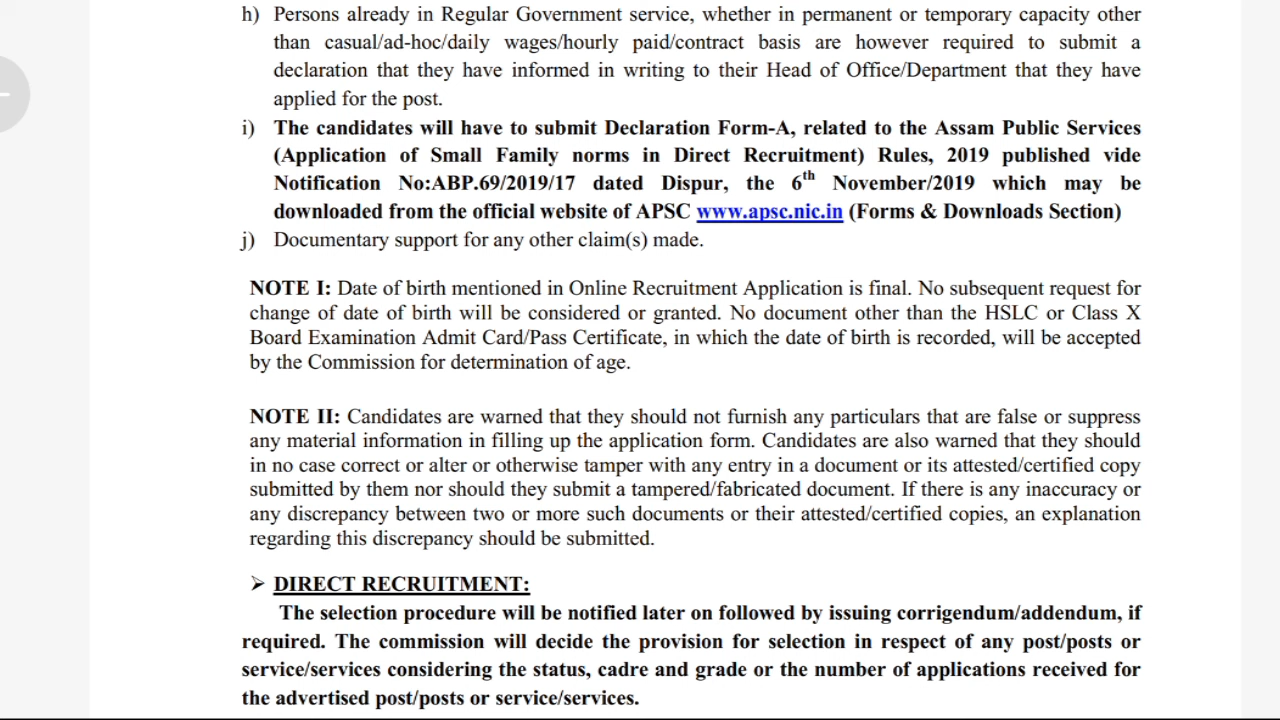 h) Persons already in Regular Government service, whether in permanent or temporary capacity other
than casual/ad-hoc/daily wages/hourly paid/contract basis are however required to submit a
declaration that they have informed in writing to their Head of Office/Department that they have
applied for the post.
i) The candidates will have to submit Declaration Form-A, related to the Assam Public Services
(Application of Small Family norms in Direct Recruitment) Rules, 2019 published vide
Notification No:ABP.69/2019/17 dated Dispur, the 6th November/2019 which may be
downloaded from the official website of APSC www.apsc.nic.in (Forms & Downloads Section)
j) Documentary support for any other claim(s) made.
NOTE I: Date of birth mentioned in Online Recruitment Application is final. No subsequent request for
change of date of birth will be considered or granted. No document other than the HSLC or Class X
Board Examination Admit Card/Pass Certificate, in which the date of birth is recorded, will be accepted
by the Commission for determination of age.
NOTE II: Candidates are warned that they should not furnish any particulars that are false or suppress
any material information in filling up the application form. Candidates are also warned that they should
in no case correct or alter or otherwise tamper with any entry in a document or its attested/certified copy
submitted by them nor should they submit a tampered/fabricated document. If there is any inaccuracy or
any discrepancy between two or more such documents or their attested/certified copies, an explanation
regarding this discrepancy should be submitted.
➢ DIRECT RECRUITMENT:
The selection procedure will be notified later on followed by issuing corrigendum/addendum, if
required. The commission will decide the provision for selection in respect of any post/posts or
service/services considering the status, cadre and grade or the number of applications received for
the advertised post/posts or service/services.